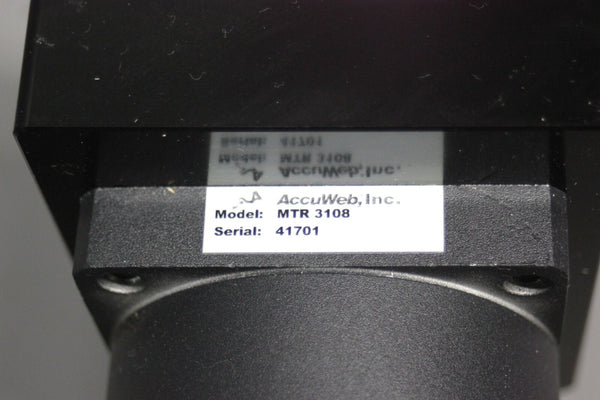 AccuWeb, Inc.
Model: MTR 3108
Serial: 41701